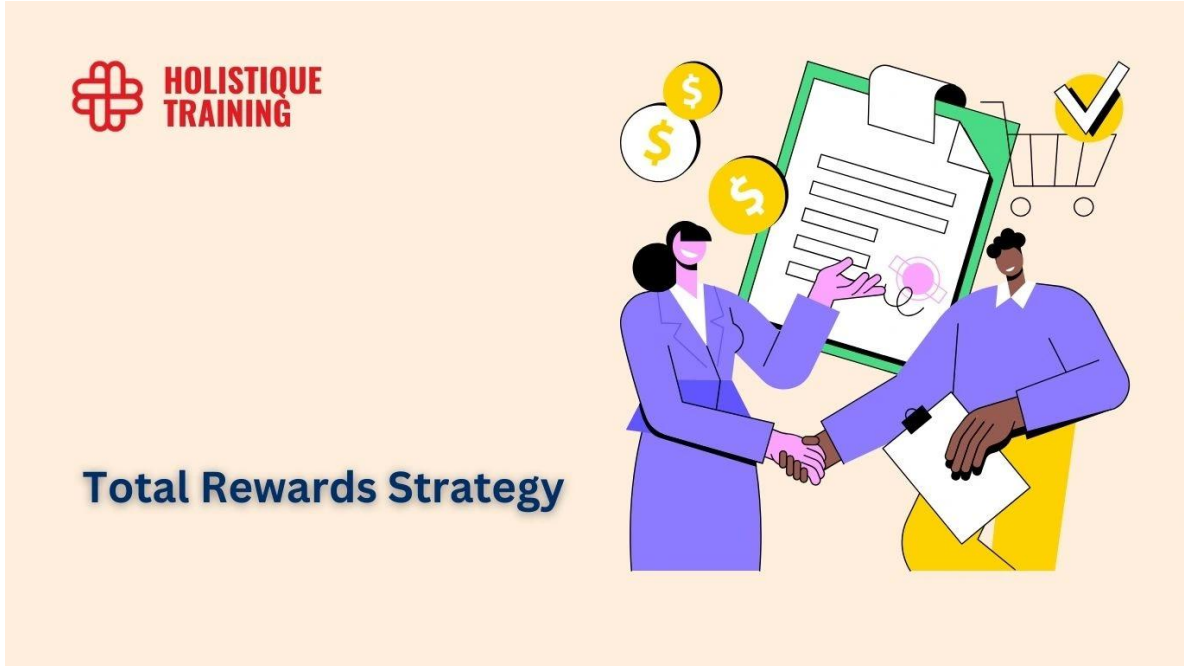 HOLISTIQUE
TRAINING
$
$
$
Total Rewards Strategy